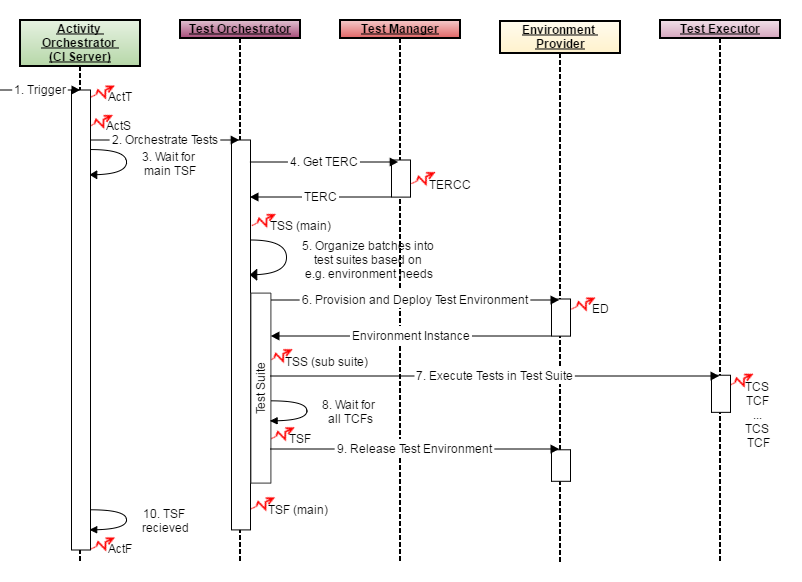 Activity
Orchestrator
(CI Server)
Test Orchestrator
Test Manager
Environment
Provider
Test Executor
1. Trigger
ActT
ActS
2. Orchestrate Tests
3. Wait for
main TSF
4. Get TERC
TERCC
TERC
TSS (main)
5. Organize batches into
test suites based on
e.g. environment needs
6. Provision and Deploy Test Environment
ED
Environment Instance
TSS (sub suite)
Test Suite
7. Execute Tests in Test Suite
TCS
TCF
...
TCS
TCF
8. Wait for
all TCFs
TSF
9. Release Test Environment
TSF (main)
10. TSF
recieved
ActF